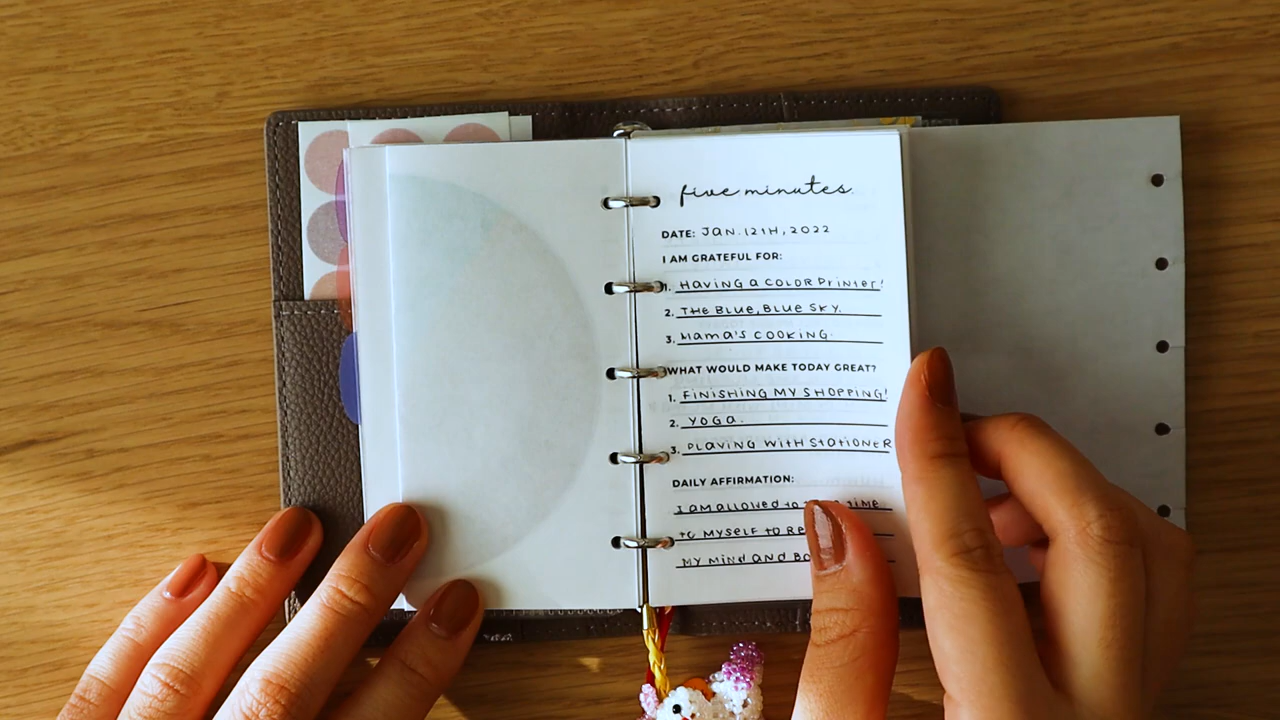 five minutes
DATE: JAN. 12TH, 2022
I AM GRATEFUL FOR:
1. HAVING A COLOR PRINTER!
2. THE BLUE, BLUE SKY.
3. MAMA'S COOKING.
WHAT WOULD MAKE TODAY GREAT?
1. FINISHING MY SHOPPING!
2. YOGA.
3. PLAYING WITH STATIONER
DAILY AFFIRMATION:
I AM ALLOWED TO TIME
TO MYSELF TO
MY MIND AND